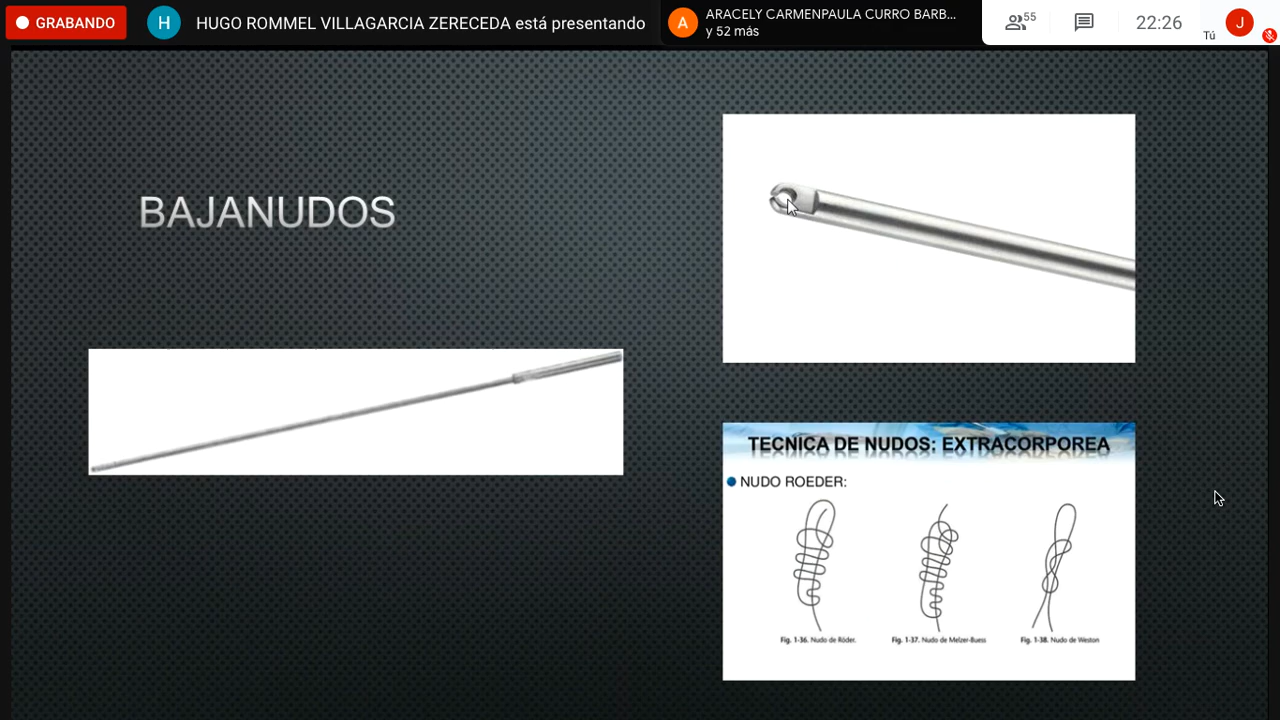 GRABANDO
H
HUGO ROMMEL VILLAGARCIA ZERECEDA está presentando
A
ARACELY CARMENPAULA CURRO BARB...
y 52 más
55
22:26
Tú
J
BAJANUDOS
TECNICA DE NUDOS: EXTRACORPOREA
NUDO ROEDER:
Fig. 1-36. Nudo de Röder.
Fig. 1-37. Nudo de Melzer-Buess
Fig. 1-38. Nudo de Weston